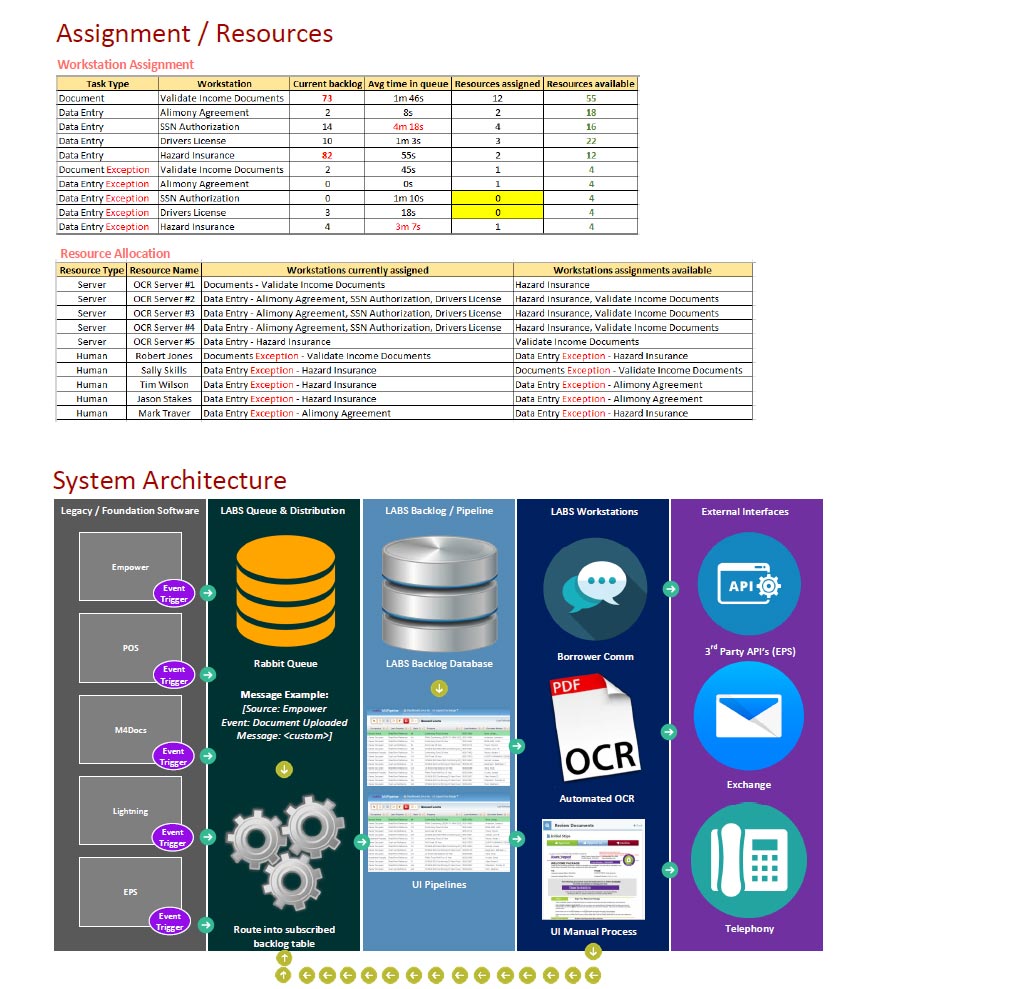 Assignment / Resources
Workstation Assignment
Task Type Workstation Current backlog Avg time in queue Resources assigned Resources available
Document Validate Income Documents 73 1m 46s 12 55
Data Entry Alimony Agreement 2 8s 2 18
Data Entry SSN Authorization 14 4m 18s 4 16
Data Entry Drivers License 10 1m 3s 3 22
Data Entry Hazard Insurance 82 55s 2 12
Document Exception Validate Income Documents 2 45s 1 4
Data Entry Exception Alimony Agreement 0 0s 1 4
Data Entry Exception SSN Authorization 0 1m 10s 0 4
Data Entry Exception Drivers License 3 18s 0 4
Data Entry Exception Hazard Insurance 4 3m 7s 1 4
Resource Allocation
Resource Type Resource Name Workstations currently assigned Workstations assignments available
Server OCR Server #1 Documents - Validate Income Documents Hazard Insurance
Server OCR Server #2 Data Entry - Alimony Agreement, SSN Authorization, Drivers License Hazard Insurance, Validate Income Documents
Server OCR Server #3 Data Entry - Alimony Agreement, SSN Authorization, Drivers License Hazard Insurance, Validate Income Documents
Server OCR Server #4 Data Entry - Alimony Agreement, SSN Authorization, Drivers License Hazard Insurance, Validate Income Documents
Server OCR Server #5 Data Entry - Hazard Insurance Validate Income Documents
Human Robert Jones Documents Exception - Validate Income Documents Data Entry Exception - Hazard Insurance
Human Sally Skills Data Entry Exception - Hazard Insurance Documents Exception - Validate Income Documents
Human Tim Wilson Data Entry Exception - Hazard Insurance Data Entry Exception - Alimony Agreement
Human Jason Stakes Data Entry Exception - Hazard Insurance Data Entry Exception - Alimony Agreement
Human Mark Traver Data Entry Exception - Alimony Agreement Data Entry Exception - Hazard Insurance
System Architecture
Legacy / Foundation Software
Empower
Event
Trigger
POS
Event
Trigger
M4Docs
Event
Trigger
Lightning
Event
Trigger
EPS
Event
Trigger
LABS Queue & Distribution
Rabbit Queue
Message Example:
[Source: Empower
Event: Document Uploaded
Message: <custom>]
Route into subscribed
backlog table
LABS Backlog / Pipeline
LABS Backlog Database
UI Pipelines
LABS Workstations
Borrower Comm
PDF
OCR
Automated OCR
Review Documents
UI Manual Process
External Interfaces
API
3rd Party API's (EPS)
Exchange
Telephony